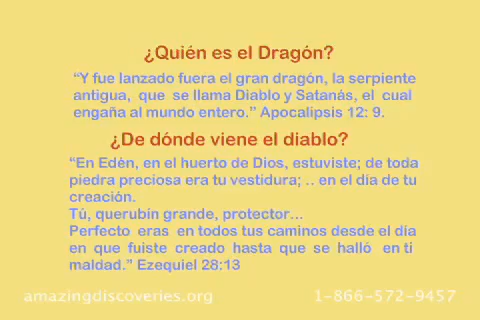 ¿Quién es el Dragón?
“Y fue lanzado fuera el gran dragón, la serpiente
antigua, que se llama Diablo y Satanás, el cual
engaña al mundo entero.” Apocalipsis 12: 9.
¿De dónde viene el diablo?
“En Edèn, en el huerto de Dios, estuviste; de toda
piedra preciosa era tu vestidura; .. en el día de tu
creación.
Tú, querubín grande, protector...
Perfecto eras en todos tus caminos desde el día
en que fuiste creado hasta que se halló en ti
maldad.” Ezequiel 28:13
amazingdiscoveries.org 1-866-572-9457